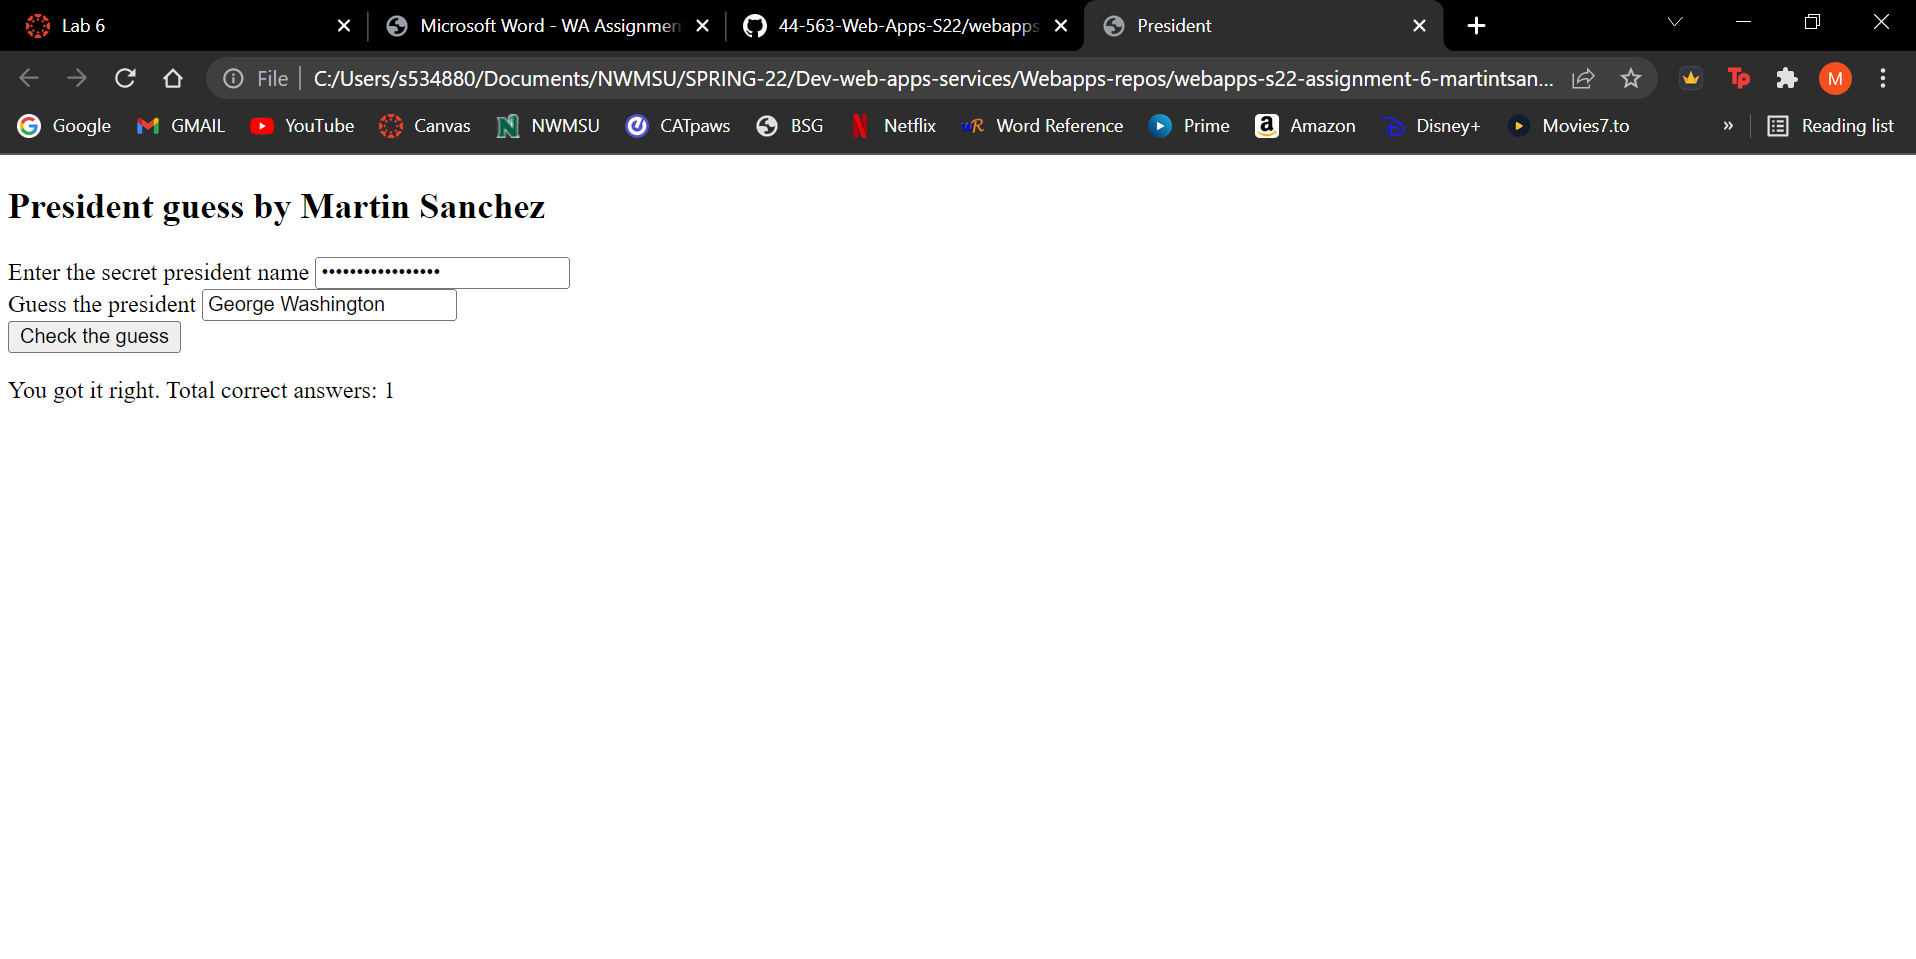 Lab 6
Microsoft Word - WA Assignmen
44-563-Web-Apps-S22/webapps
President
File
C:/Users/s534880/Documents/NWMSU/SPRING-22/Dev-web-apps-services/Webapps-repos/webapps-s22-assignment-6-martintsan...
Tp
M
Google
GMAIL
YouTube
Canvas
NWMSU
CATpaws
BSG
Netflix
Word Reference
Prime
Amazon
Disney+
Movies7.to
»
Reading list
President guess by Martin Sanchez
Enter the secret president name •••••••••••••••••
Guess the president George Washington
Check the guess
You got it right. Total correct answers: 1